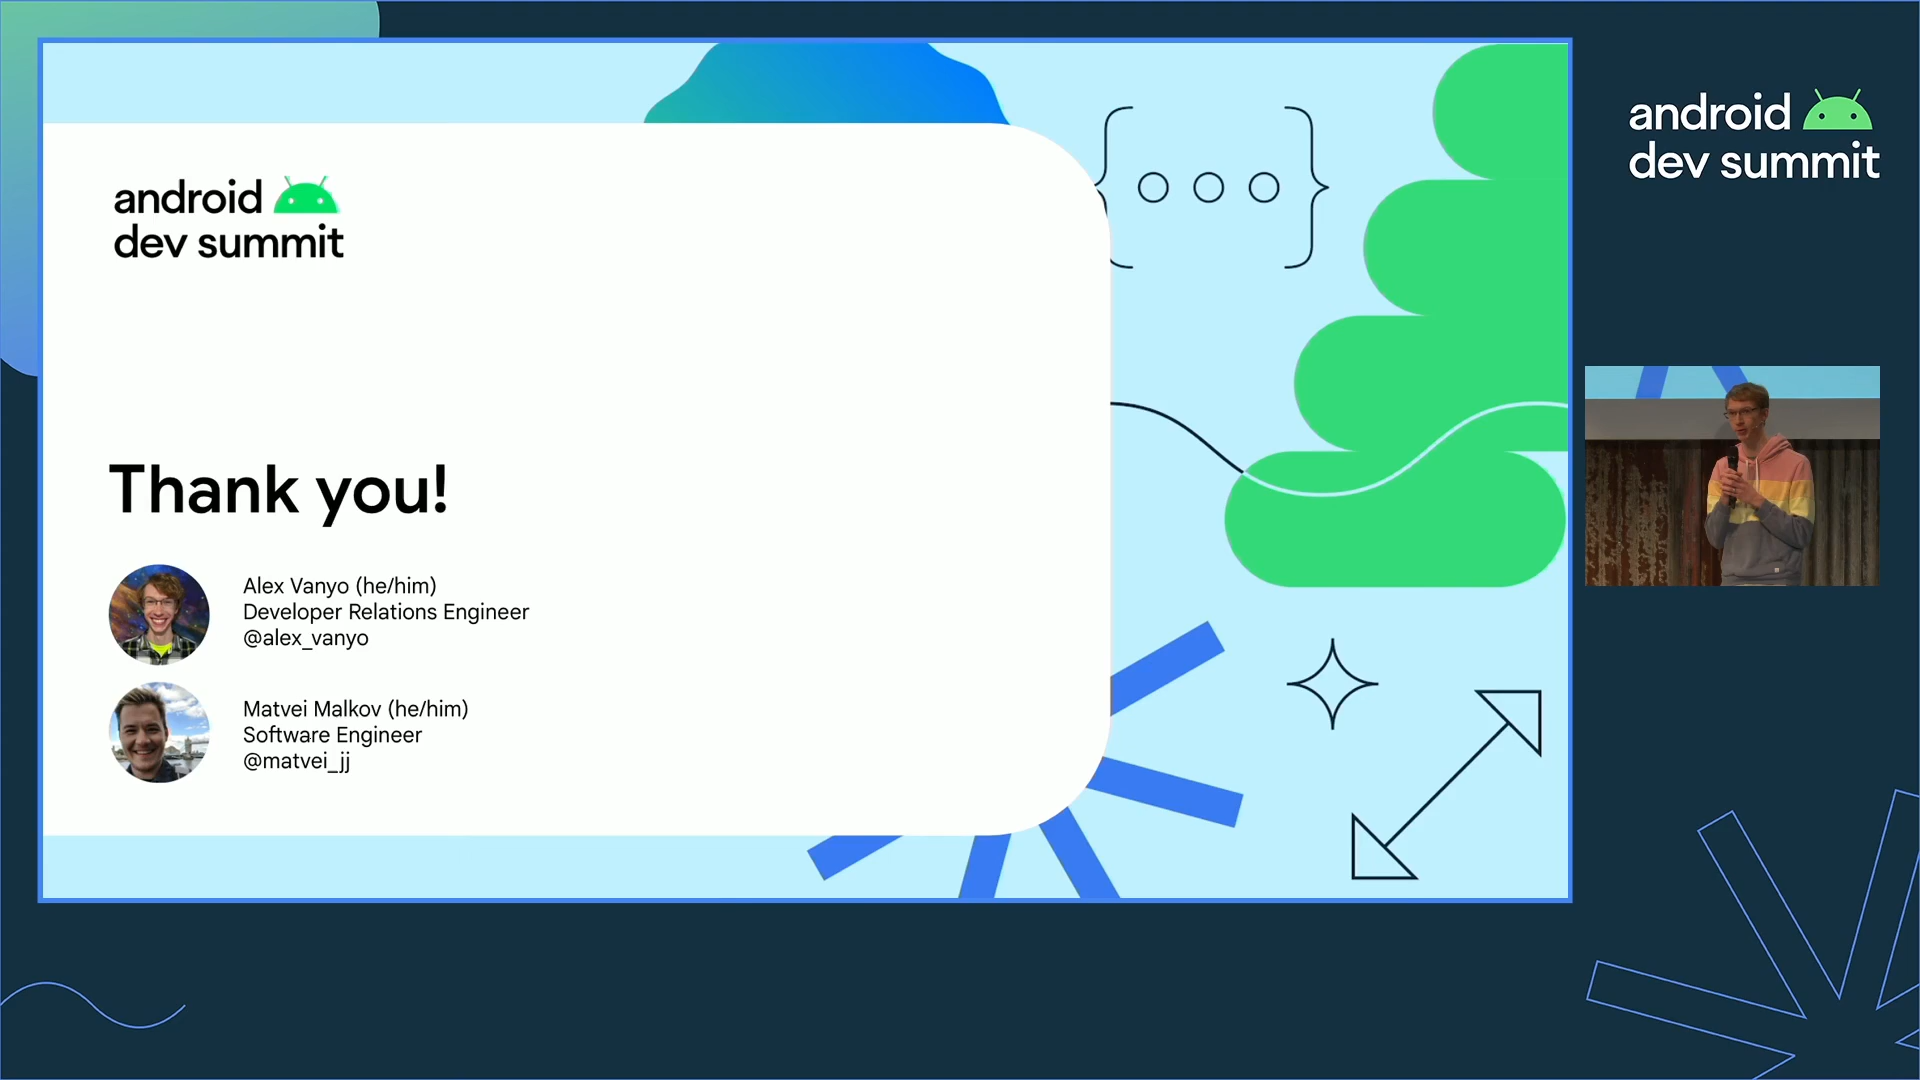 android
dev summit
Thank you!
Alex Vanyo (he/him)
Developer Relations Engineer
@alex_vanyo
Matvei Malkov (he/him)
Software Engineer
@matvei_jj
android
dev summit